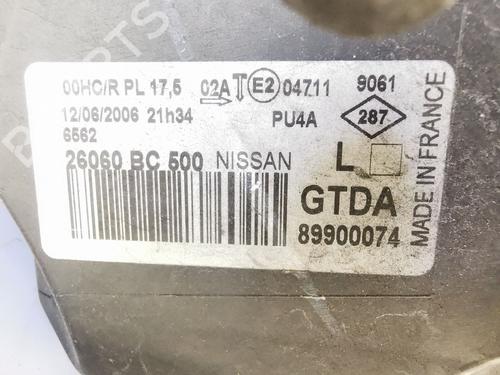 00HC/R PL 17,5 02A E2 04711 9061
12/06/2006 21h34 PU4A 287
6562
26060 BC 500 NISSAN L
GTDA
89900074
MADE IN FRANCE